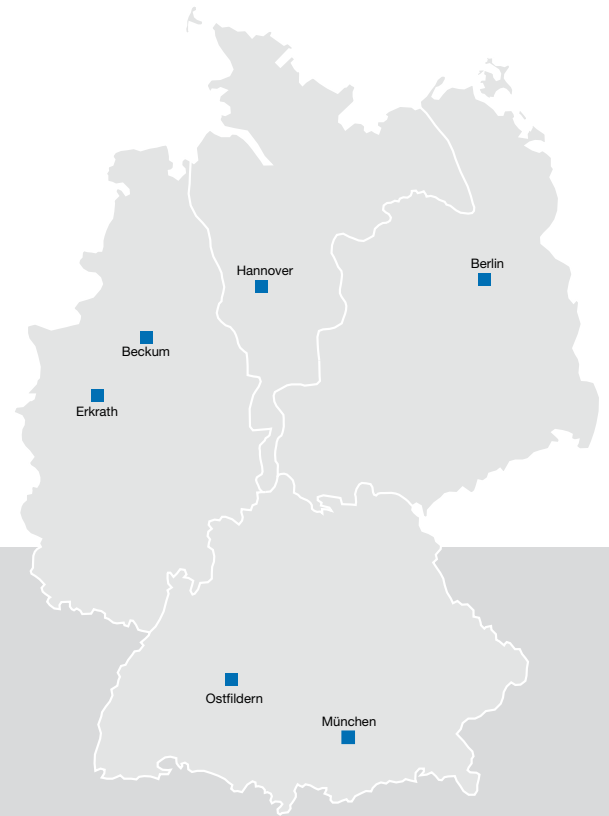 Berlin
Hannover
Beckum
Erkrath
Ostfildern
München